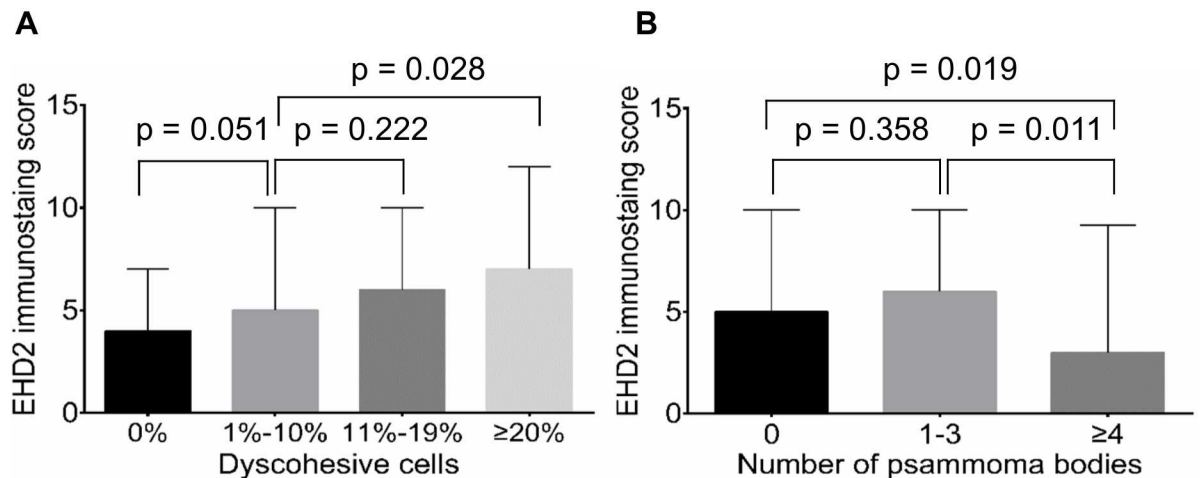 A
p = 0.028
p = 0.051
p = 0.222
EHD2 immunostaing score
15
10
5
0
0%
1%-10%
11%-19%
≥20%
Dyscohesive cells
B
p = 0.019
p = 0.358
p = 0.011
EHD2 immunostaing score
15
10
5
0
0
1-3
≥4
Number of psammoma bodies